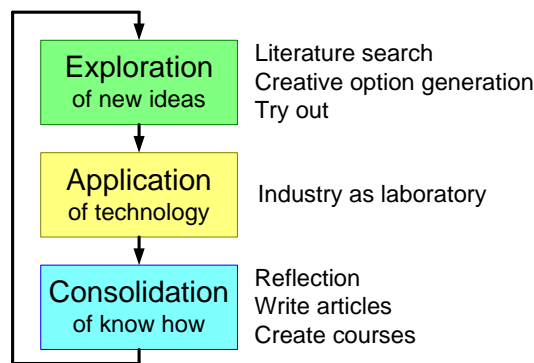 Exploration
of new ideas
Literature search
Creative option generation
Try out
Application
of technology
Industry as laboratory
Consolidation
of know how
Reflection
Write articles
Create courses